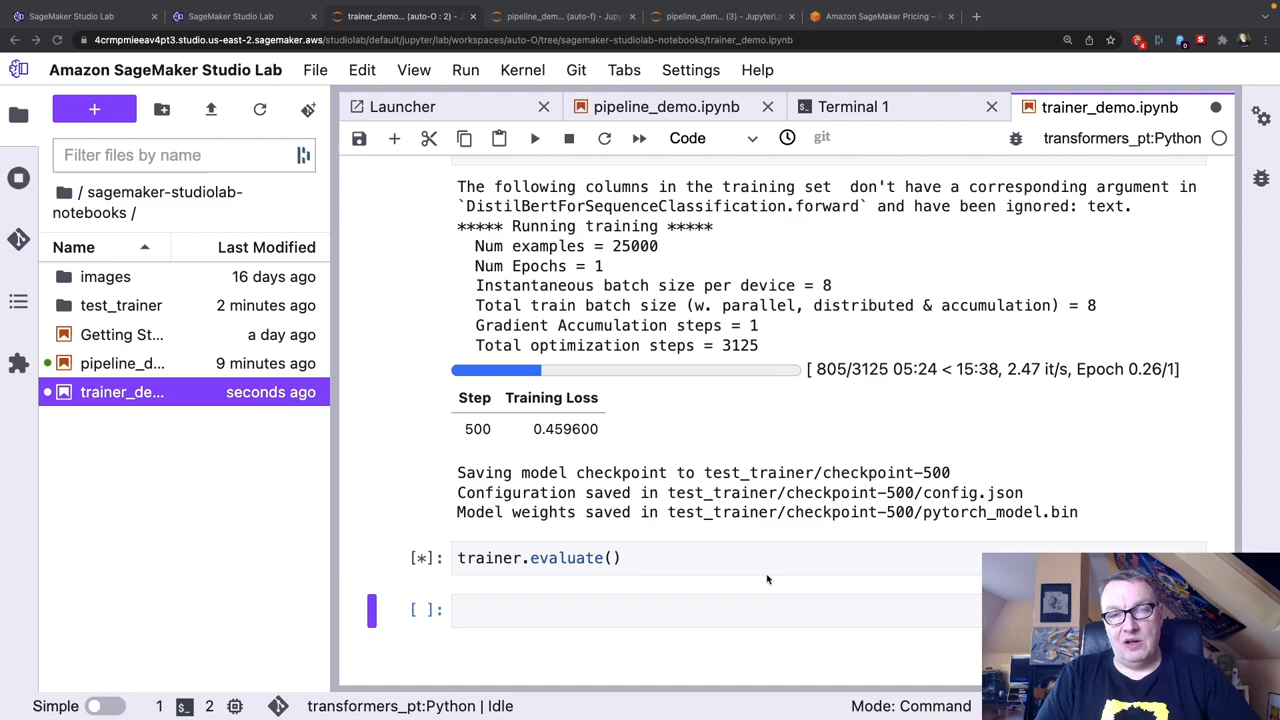 SageMaker Studio Lab
SageMaker Studio Lab
trainer_demo... (auto-O : 2) - J
pipeline_demo... (auto-f) - Jupyt
pipeline_dem... (3) - JupyterLa
Amazon SageMaker Pricing – A
4crmpmieeav4pt3.studio.us-east-2.sagemaker.aws/studiolab/default/jupyter/lab/workspaces/auto-O/tree/sagemaker-studiolab-notebooks/trainer_demo.ipynb
Amazon SageMaker Studio Lab File Edit View Run Kernel Git Tabs Settings Help
Launcher
pipeline_demo.ipynb
Terminal 1
trainer_demo.ipynb
Code
git
transformers_pt:Python
Filter files by name
/ sagemaker-studiolab-
notebooks /
Name Last Modified
images 16 days ago
test_trainer 2 minutes ago
Getting St... a day ago
pipeline_d... 9 minutes ago
trainer_de... seconds ago
The following columns in the training set  don't have a corresponding argument in
`DistilBertForSequenceClassification.forward` and have been ignored: text.
***** Running training *****
Num examples = 25000
Num Epochs = 1
Instantaneous batch size per device = 8
Total train batch size (w. parallel, distributed & accumulation) = 8
Gradient Accumulation steps = 1
Total optimization steps = 3125
[ 805/3125 05:24 < 15:38, 2.47 it/s, Epoch 0.26/1]
Step Training Loss
500 0.459600
Saving model checkpoint to test_trainer/checkpoint-500
Configuration saved in test_trainer/checkpoint-500/config.json
Model weights saved in test_trainer/checkpoint-500/pytorch_model.bin
[*]: trainer.evaluate()
[ ]:
Simple 1 2 transformers_pt:Python | Idle Mode: Command